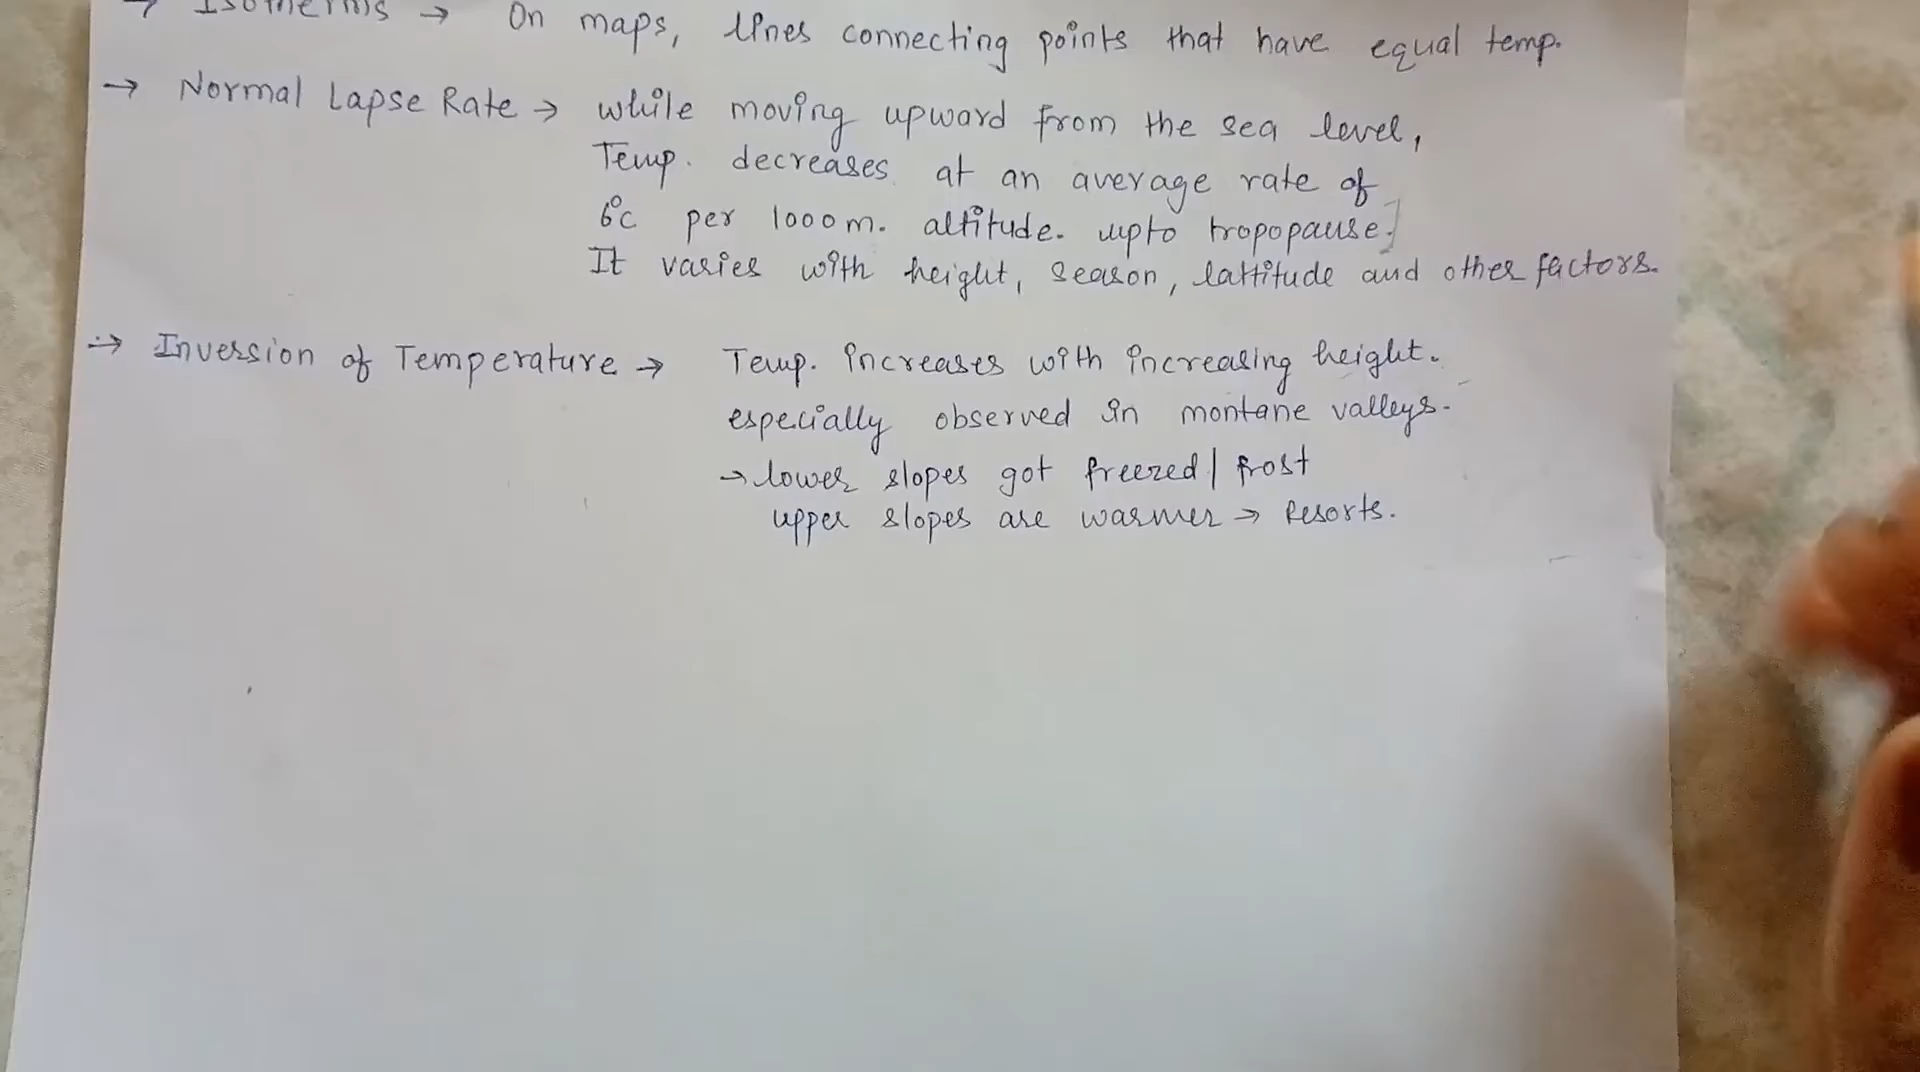 → Isotherms → On maps, lines connecting points that have equal temp.
→ Normal Lapse Rate → while moving upward from the sea level,
Temp. decreases at an average rate of
6°c per 1000m. altitude. upto tropopause.]
It varies with height, season, lattitude and other factors.
→ Inversion of Temperature → Temp. increases with increasing height.
especially observed in montane valleys.
→ lower slopes got freezed / frost
upper slopes are warmer → Resorts.